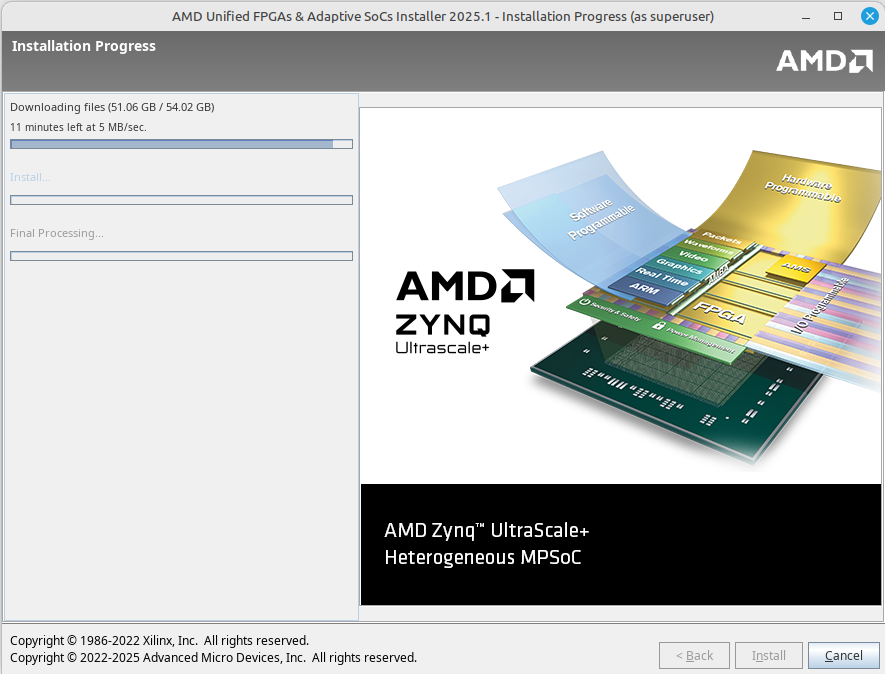 AMD Unified FPGAs & Adaptive SoCs Installer 2025.1 - Installation Progress (as superuser)
Installation Progress
AMD
Downloading files (51.06 GB / 54.02 GB)
11 minutes left at 5 MB/sec.
Install...
Final Processing...
Software
Programmable
Hardware
Programmable
Packets
Waveforms
Video
Graphics
Real Time
ARM
AMBA
AMS
FPGA
I/O Programmable
Security & Safety
Power Management
AMD
ZYNQ
Ultrascale+
AMD Zynq™ UltraScale+
Heterogeneous MPSoC
Copyright © 1986-2022 Xilinx, Inc.  All rights reserved.
Copyright © 2022-2025 Advanced Micro Devices, Inc.  All rights reserved.
< Back
Install
Cancel